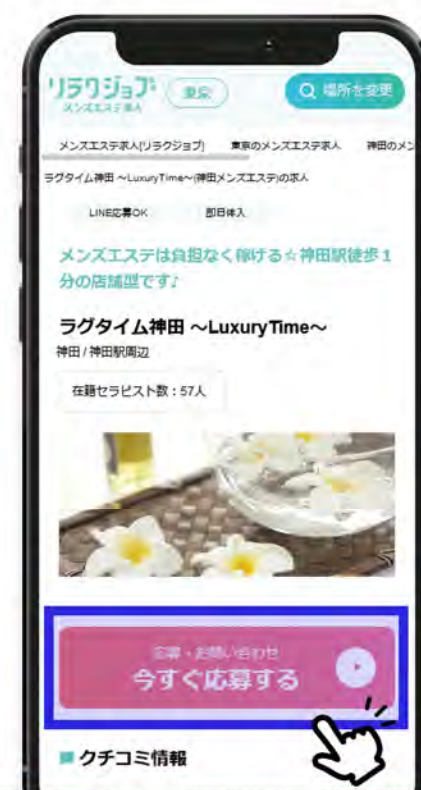 リラクジョブ
メンズエステ求人
東京
場所を変更
メンズエステ求人[リラクジョブ] 東京のメンズエステ求人 神田のメン
ラグタイム神田 ～LuxuryTime～(神田メンズエステ)の求人
LINE応募OK 即日体入
メンズエステは負担なく稼げる☆神田駅徒歩１
分の店舗型です♪
ラグタイム神田 ～LuxuryTime～
神田 / 神田駅周辺
在籍セラピスト数：57人
応募・お問い合わせ
今すぐ応募する
クチコミ情報